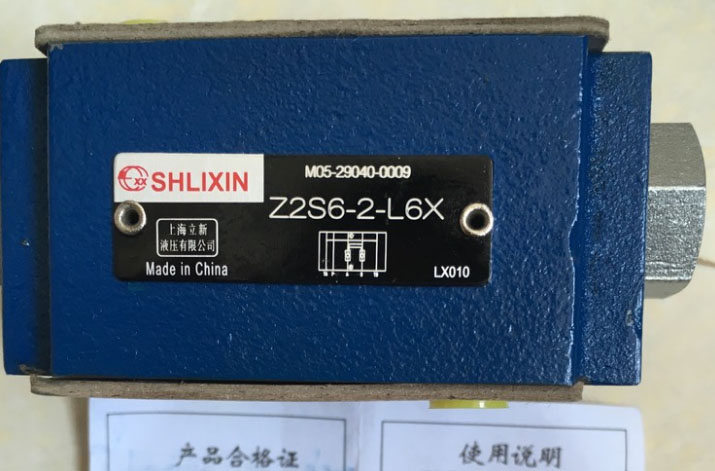 M05-29040-0009
SHLIXIN
Z2S6-2-L6X
上海立新
液压有限公司
Made in China
LX010
产品合格证
使用说明